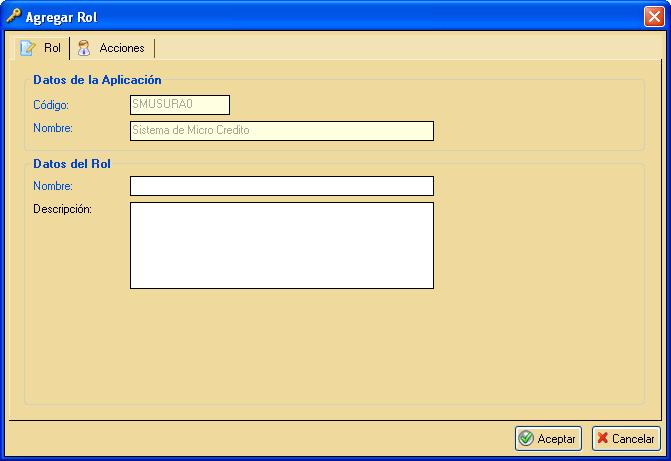 Agregar Rol
Rol
Acciones
Datos de la Aplicación
Código:
SMUSURA0
Nombre:
Sistema de Micro Credito
Datos del Rol
Nombre:
Descripción:
Aceptar
Cancelar